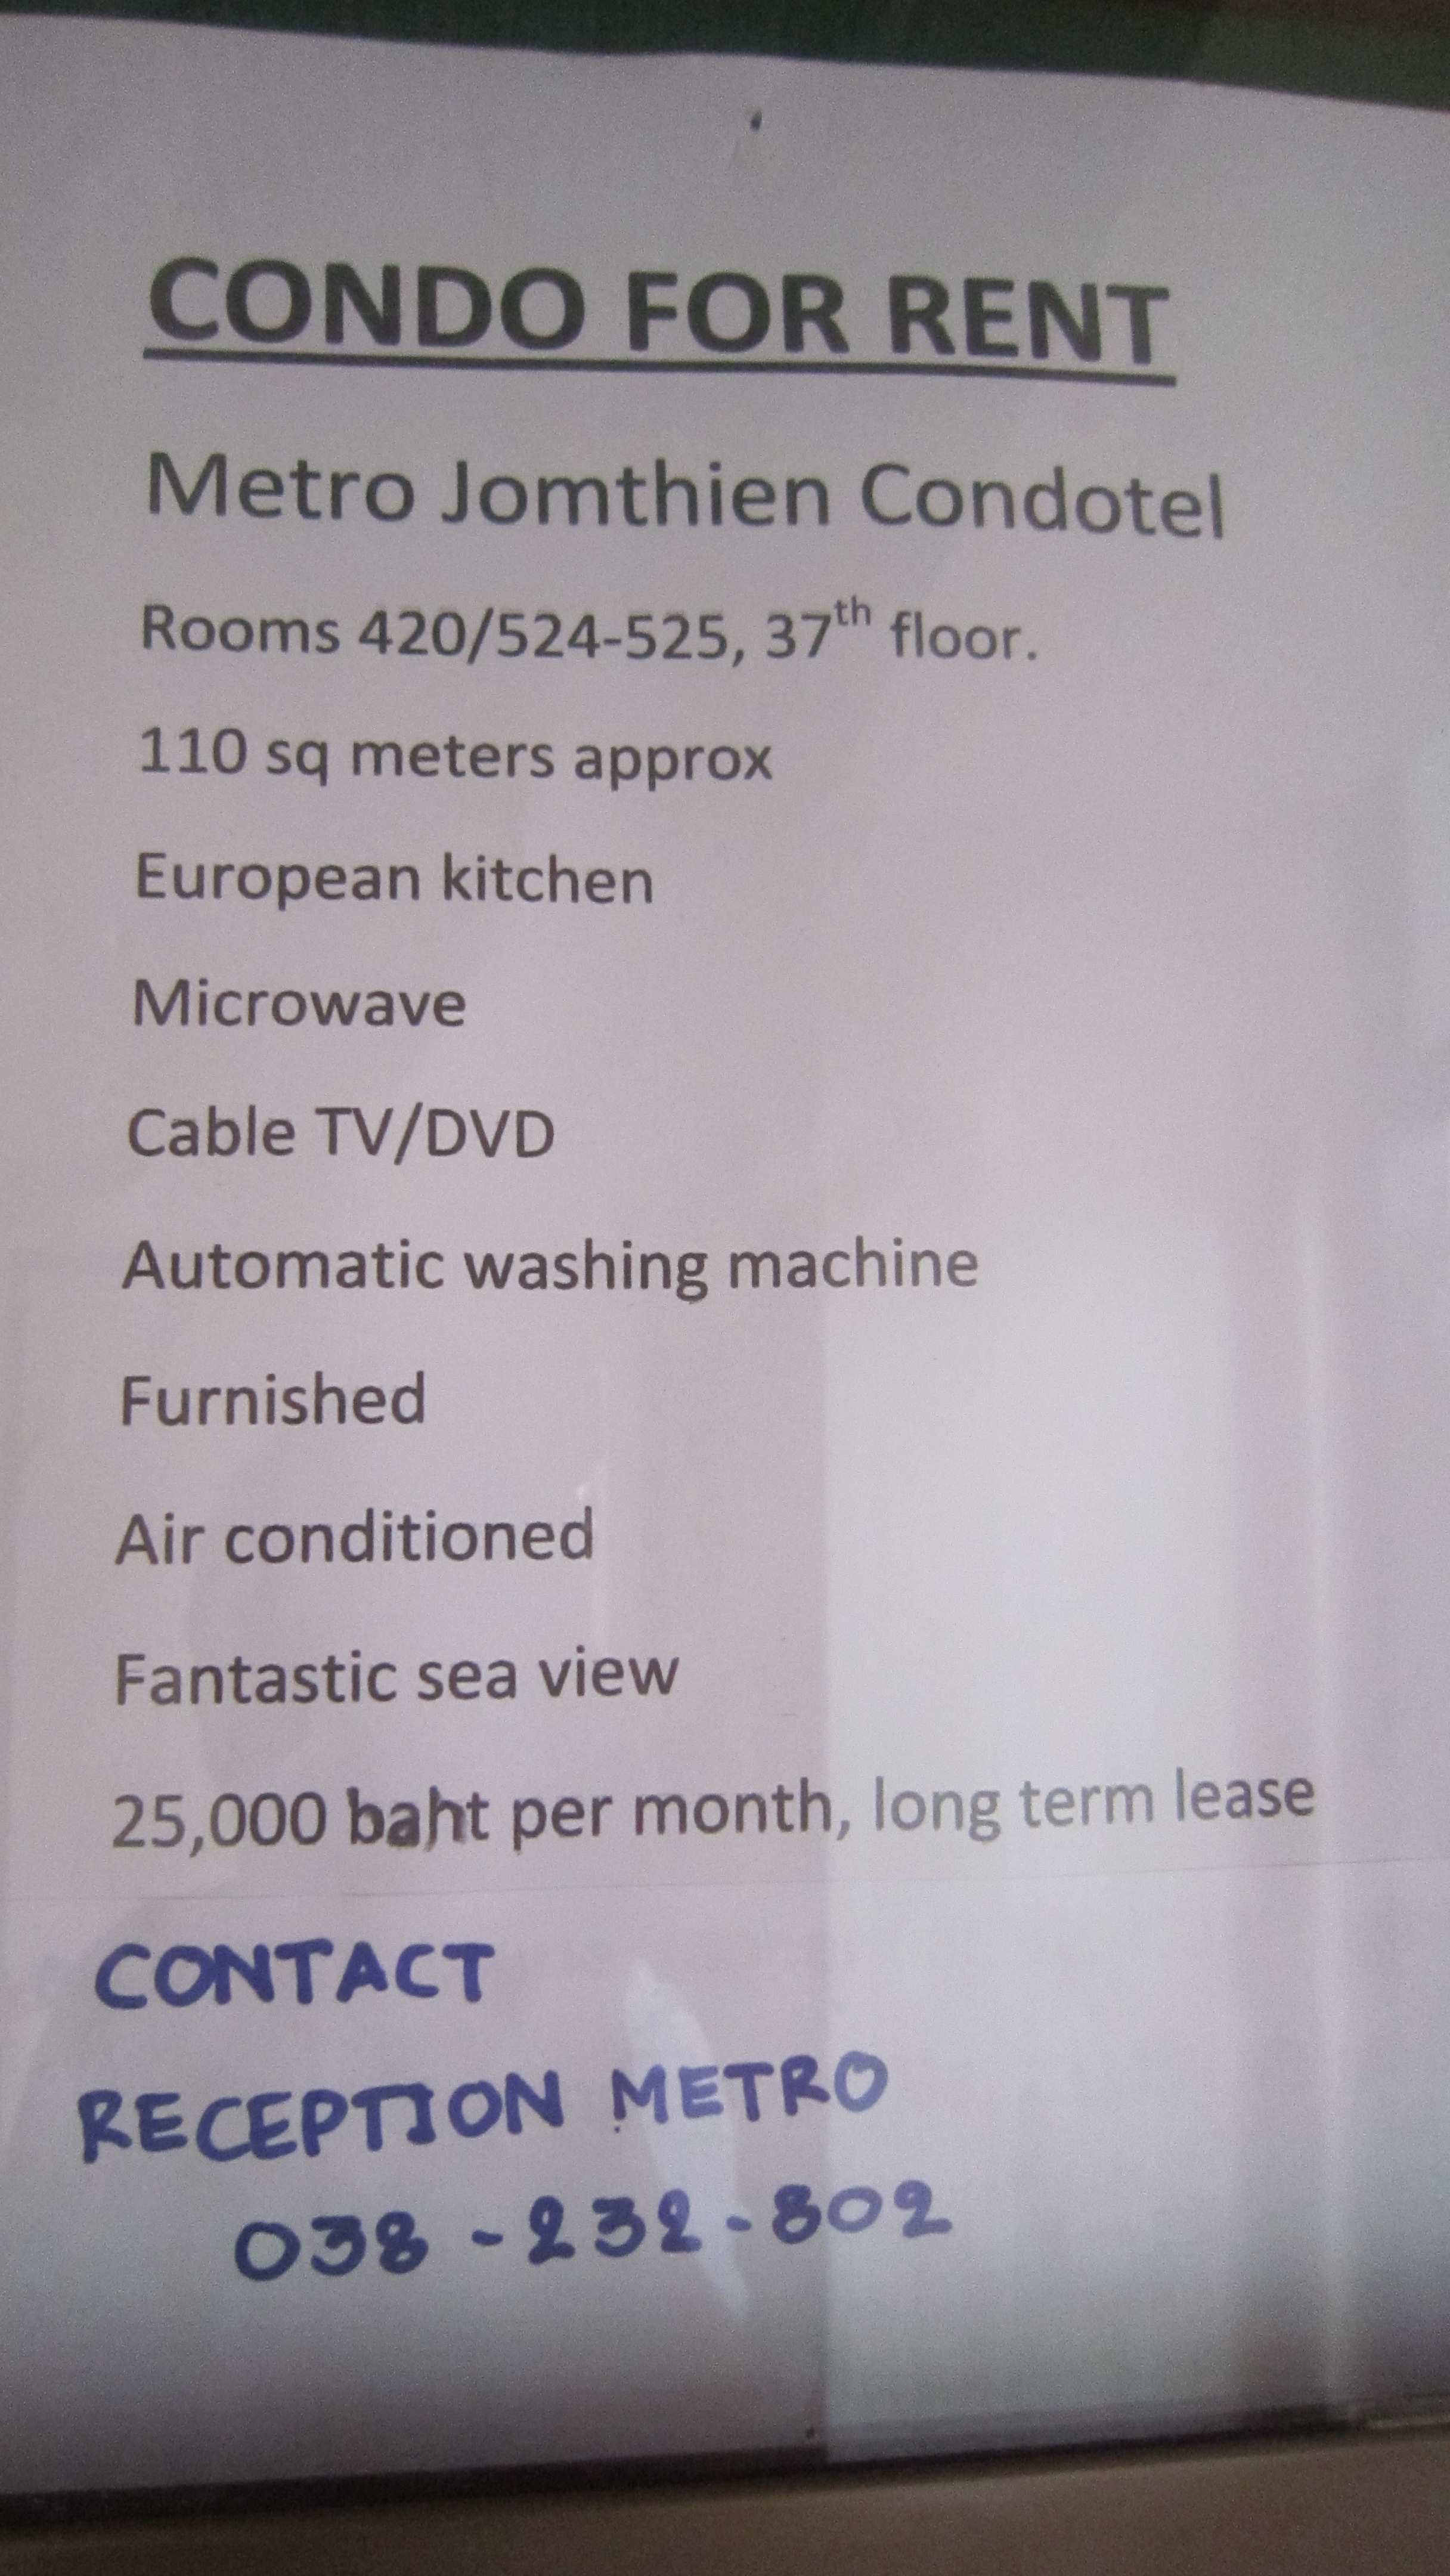 CONDO FOR RENT
Metro Jomthien Condotel
Rooms 420/524-525, 37th floor.
110 sq meters approx
European kitchen
Microwave
Cable TV/DVD
Automatic washing machine
Furnished
Air conditioned
Fantastic sea view
25,000 baht per month, long term lease
CONTACT
RECEPTION METRO
038-232-802